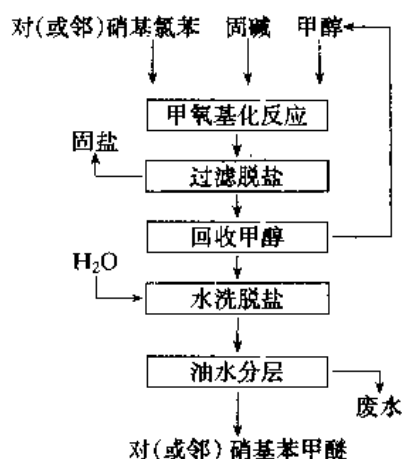 对(或邻)硝基氯苯 固碱 甲醇
甲氧基化反应
固盐
过滤脱盐
回收甲醇
H₂O
水洗脱盐
油水分层
废水
对(或邻)硝基苯甲醚